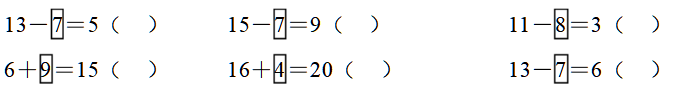 13－7＝5（　） 15－7＝9（　） 11－8＝3（　）
6＋9＝15（　） 16＋4＝20（　） 13－7＝6（　）